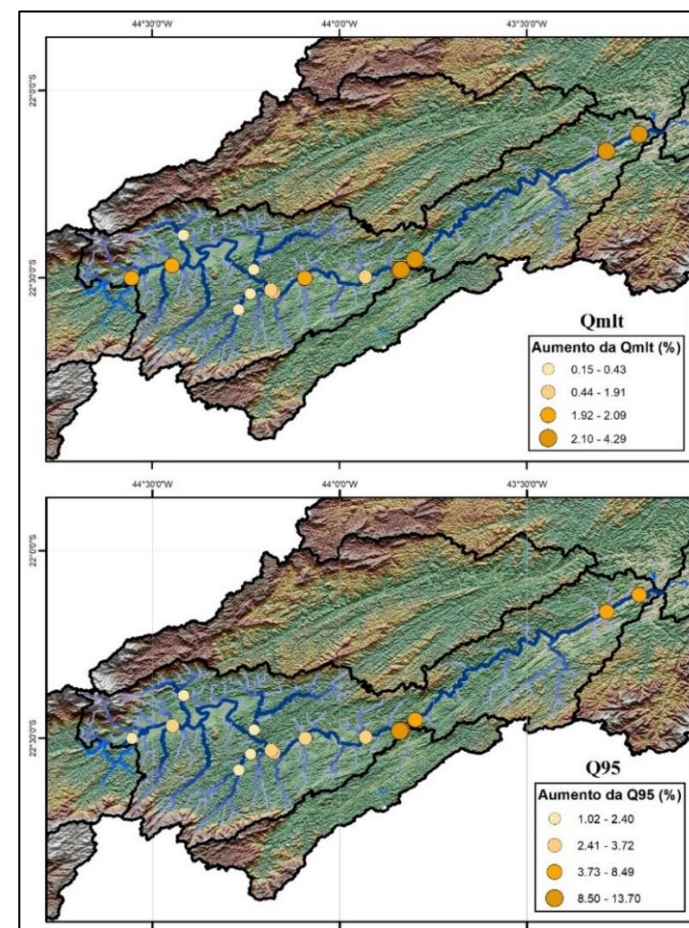 44°30'0"W 44°0'0"W 43°30'0"W
22°0'0"S
22°30'0"S
Qmlt
Aumento da Qmlt (%)
0.15 - 0.43
0.44 - 1.91
1.92 - 2.09
2.10 - 4.29
44°30'0"W 44°0'0"W 43°30'0"W
22°0'0"S
22°30'0"S
Q95
Aumento da Q95 (%)
1.02 - 2.40
2.41 - 3.72
3.73 - 8.49
8.50 - 13.70